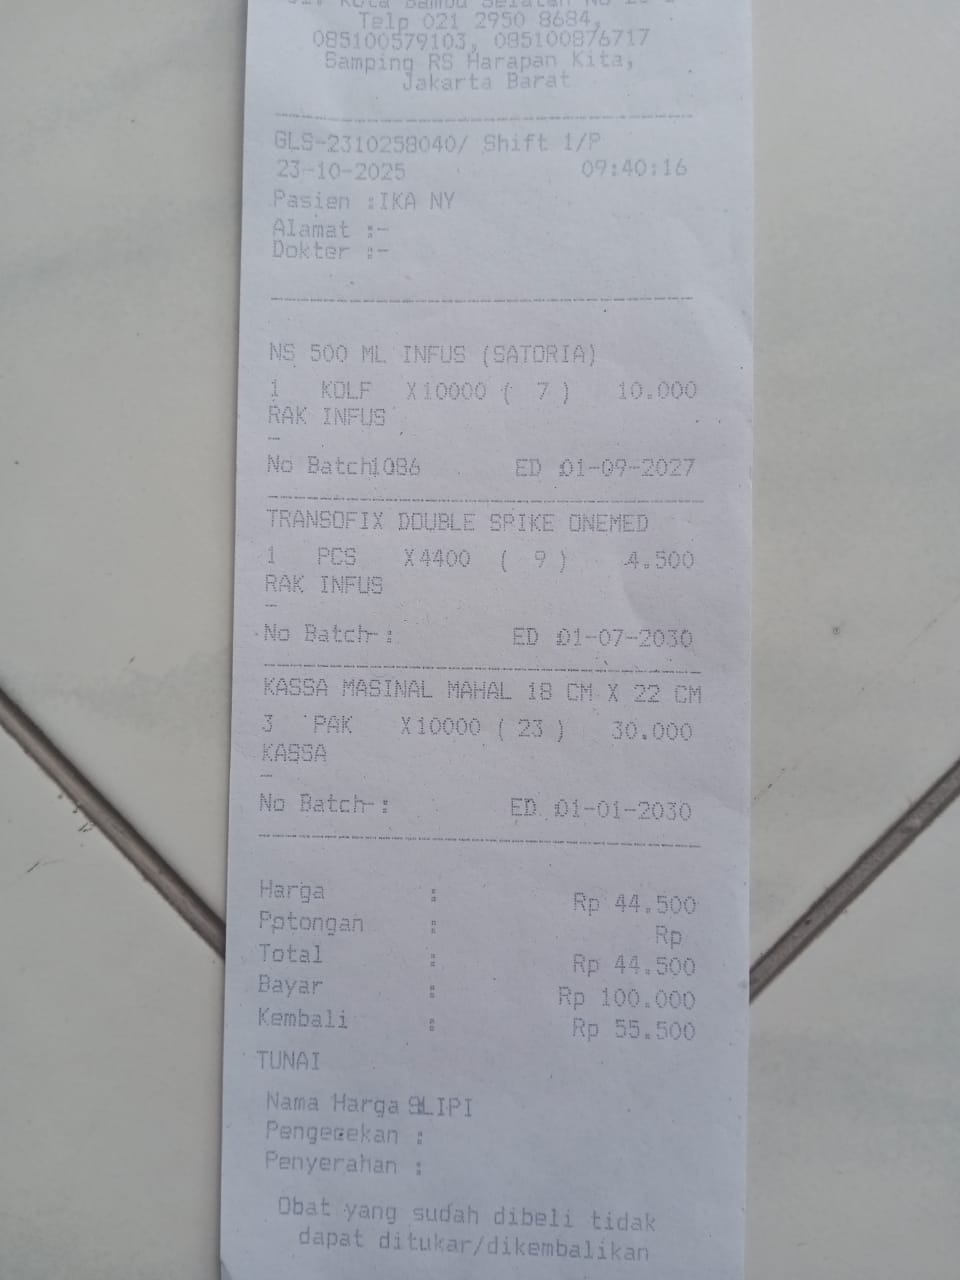 Kota Bambu Selatan No
Telp 021 2950 8684,
085100579103, 085100876717
Samping RS Harapan Kita,
Jakarta Barat
GLS-2310258040/ Shift 1/P
23-10-2025 09:40:16
Pasien :IKA NY
Alamat :-
Dokter :-
NS 500 ML INFUS (SATORIA)
1 KOLF X10000 ( 7 ) 10.000
RAK INFUS
-
No Batch1086 ED 01-09-2027
TRANSOFIX DOUBLE SPIKE ONEMED
1 PCS X4400 ( 9 ) 4.500
RAK INFUS
-
No Batch-: ED 01-07-2030
KASSA MASINAL MAHAL 18 CM X 22 CM
3 PAK X10000 ( 23 ) 30.000
KASSA
-
No Batch-: ED 01-01-2030
Harga : Rp 44.500
Potongan : Rp
Total : Rp 44.500
Bayar : Rp 100.000
Kembali : Rp 55.500
TUNAI
Nama Harga SLIPI
Pengecekan :
Penyerahan :
Obat yang sudah dibeli tidak
dapat ditukar/dikembalikan